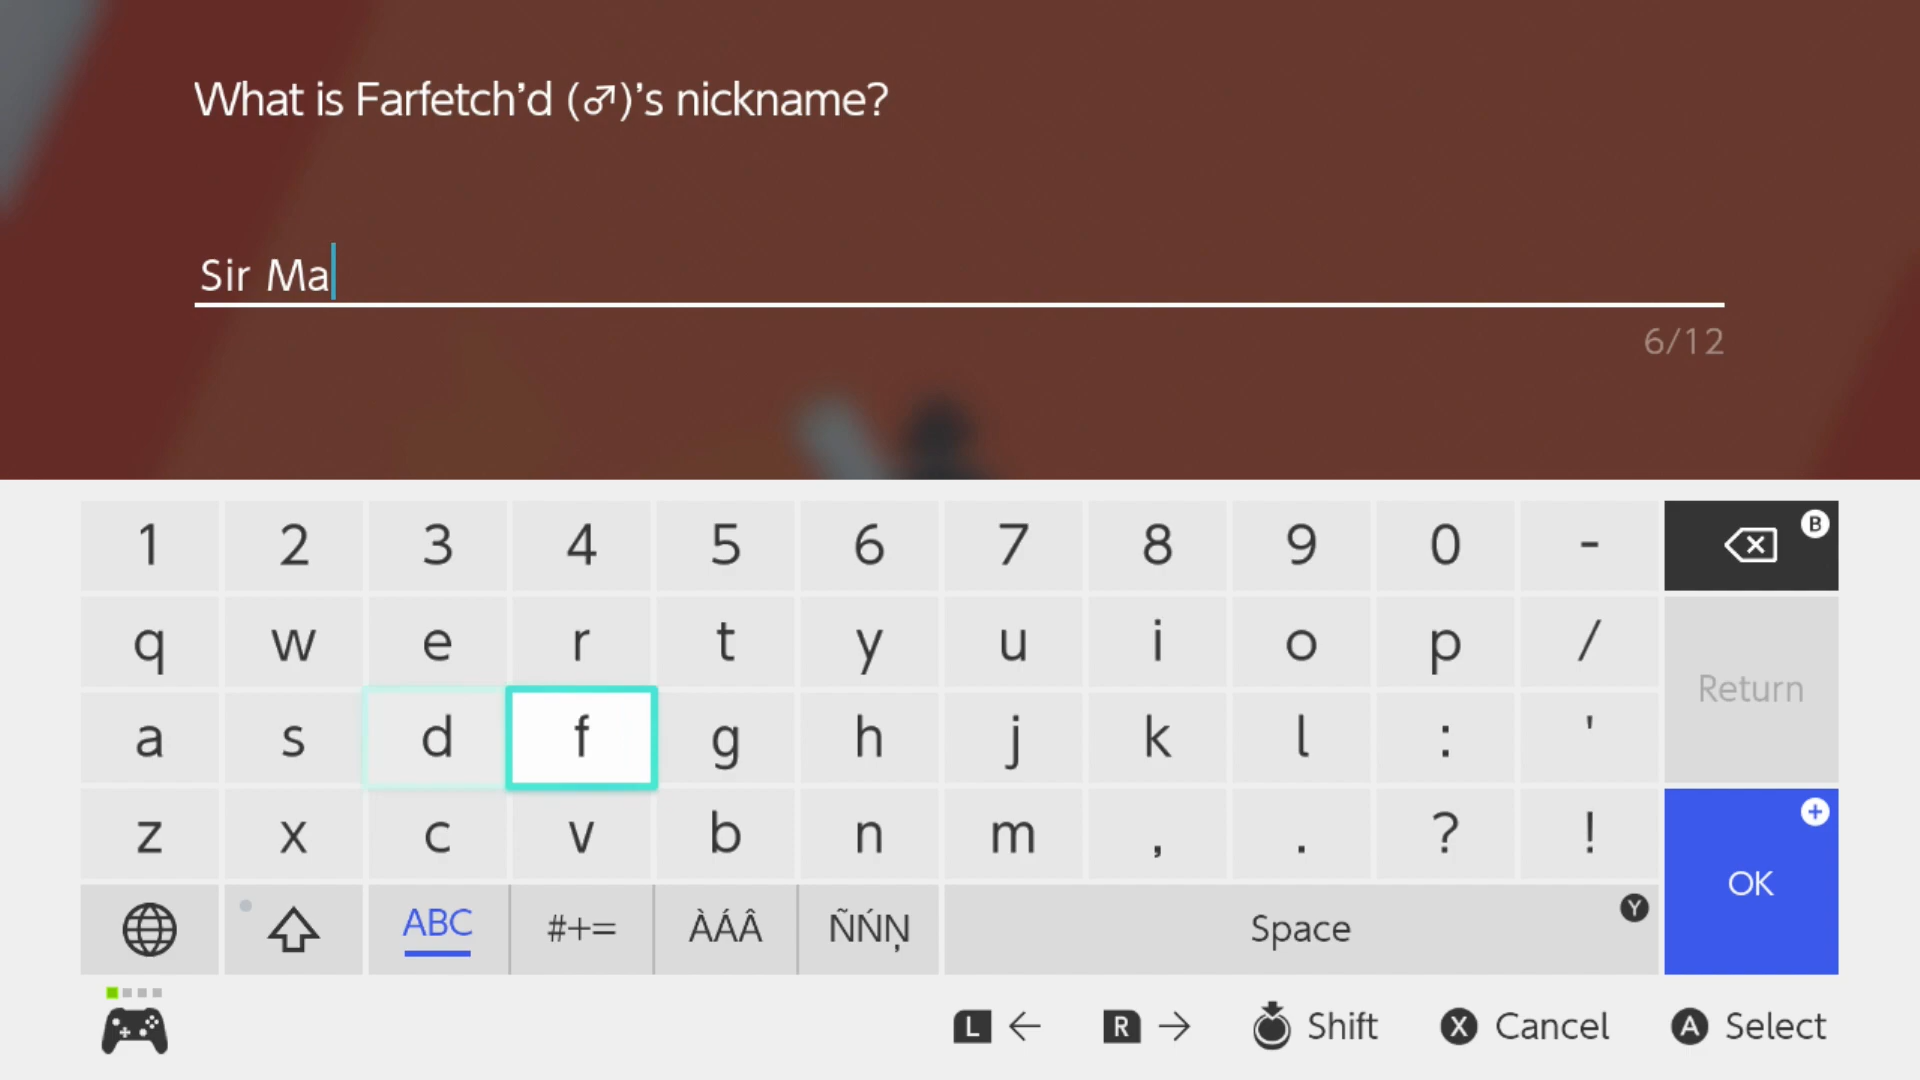 What is Farfetch’d (♂)’s nickname?
Sir Ma
6/12
1 2 3 4 5 6 7 8 9 0 - B
q w e r t y u i o p /
Return
a s d f g h j k l : '
z x c v b n m , . ? ! +
OK
ABC #+= ÀÁÂ ÑŃŅ Space Y
L ← R → Shift X Cancel A Select